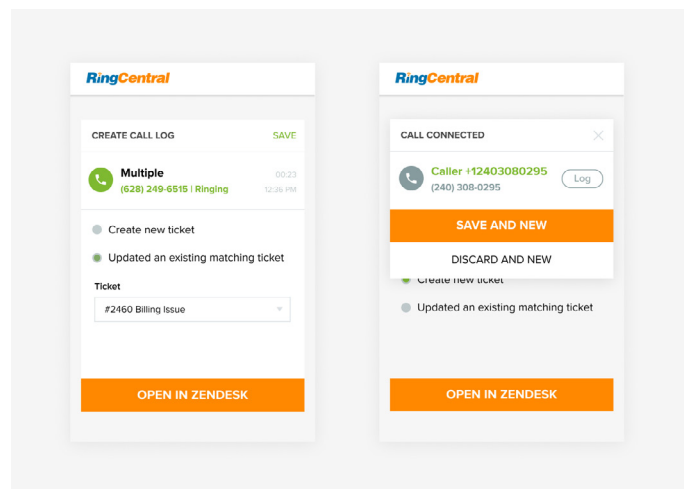 RingCentral
CREATE CALL LOG SAVE
Multiple 00:23
(628) 249-6515 | Ringing 12:36 PM
Create new ticket
Updated an existing matching ticket
Ticket
#2460 Billing Issue
OPEN IN ZENDESK
RingCentral
CALL CONNECTED
Caller +12403080295
(240) 308-0295
Log
SAVE AND NEW
DISCARD AND NEW
Create new ticket
Updated an existing matching ticket
OPEN IN ZENDESK